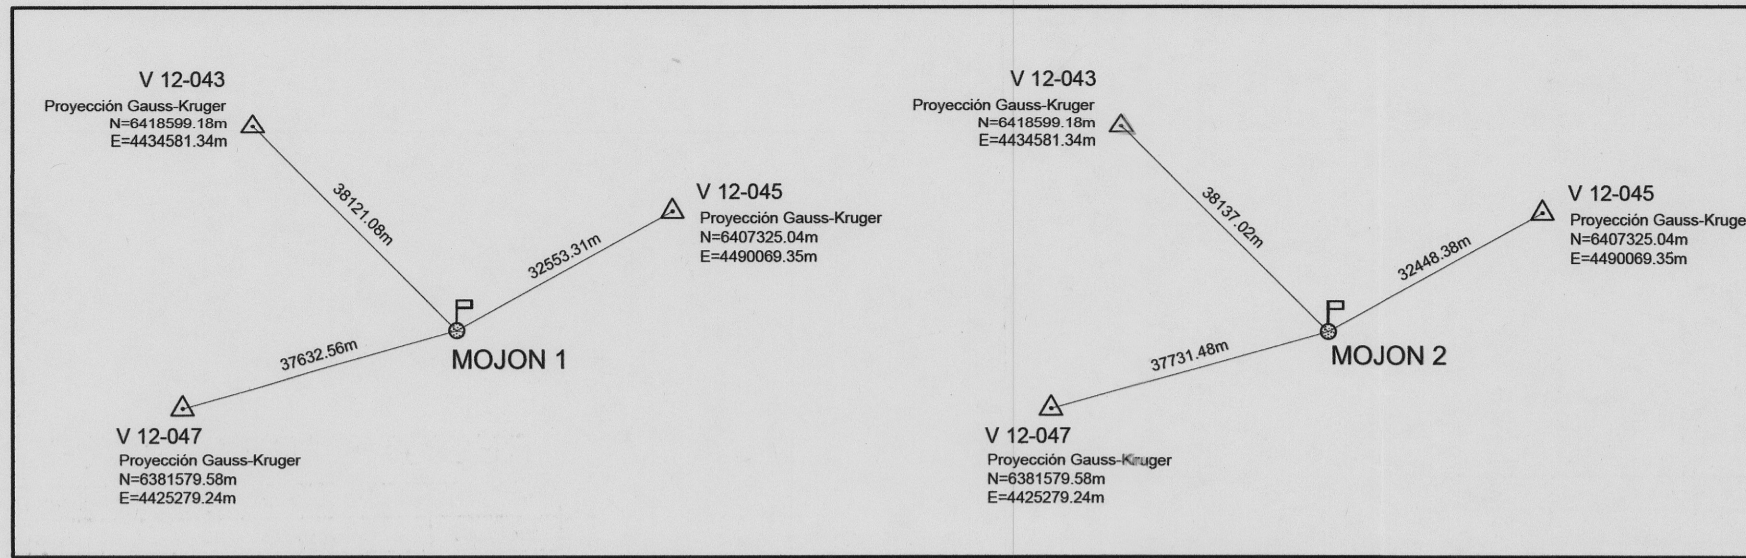 V 12-043
Proyección Gauss-Kruger
N=6418599.18m
E=4434581.34m
38121.08m
V 12-045
Proyección Gauss-Kruger
N=6407325.04m
E=4490069.35m
32553.31m
MOJON 1
37632.56m
V 12-047
Proyección Gauss-Kruger
N=6381579.58m
E=4425279.24m
V 12-043
Proyección Gauss-Kruger
N=6418599.18m
E=4434581.34m
38137.02m
V 12-045
Proyección Gauss-Kruge
N=6407325.04m
E=4490069.35m
32448.38m
MOJON 2
37731.48m
V 12-047
Proyección Gauss-Kruger
N=6381579.58m
E=4425279.24m